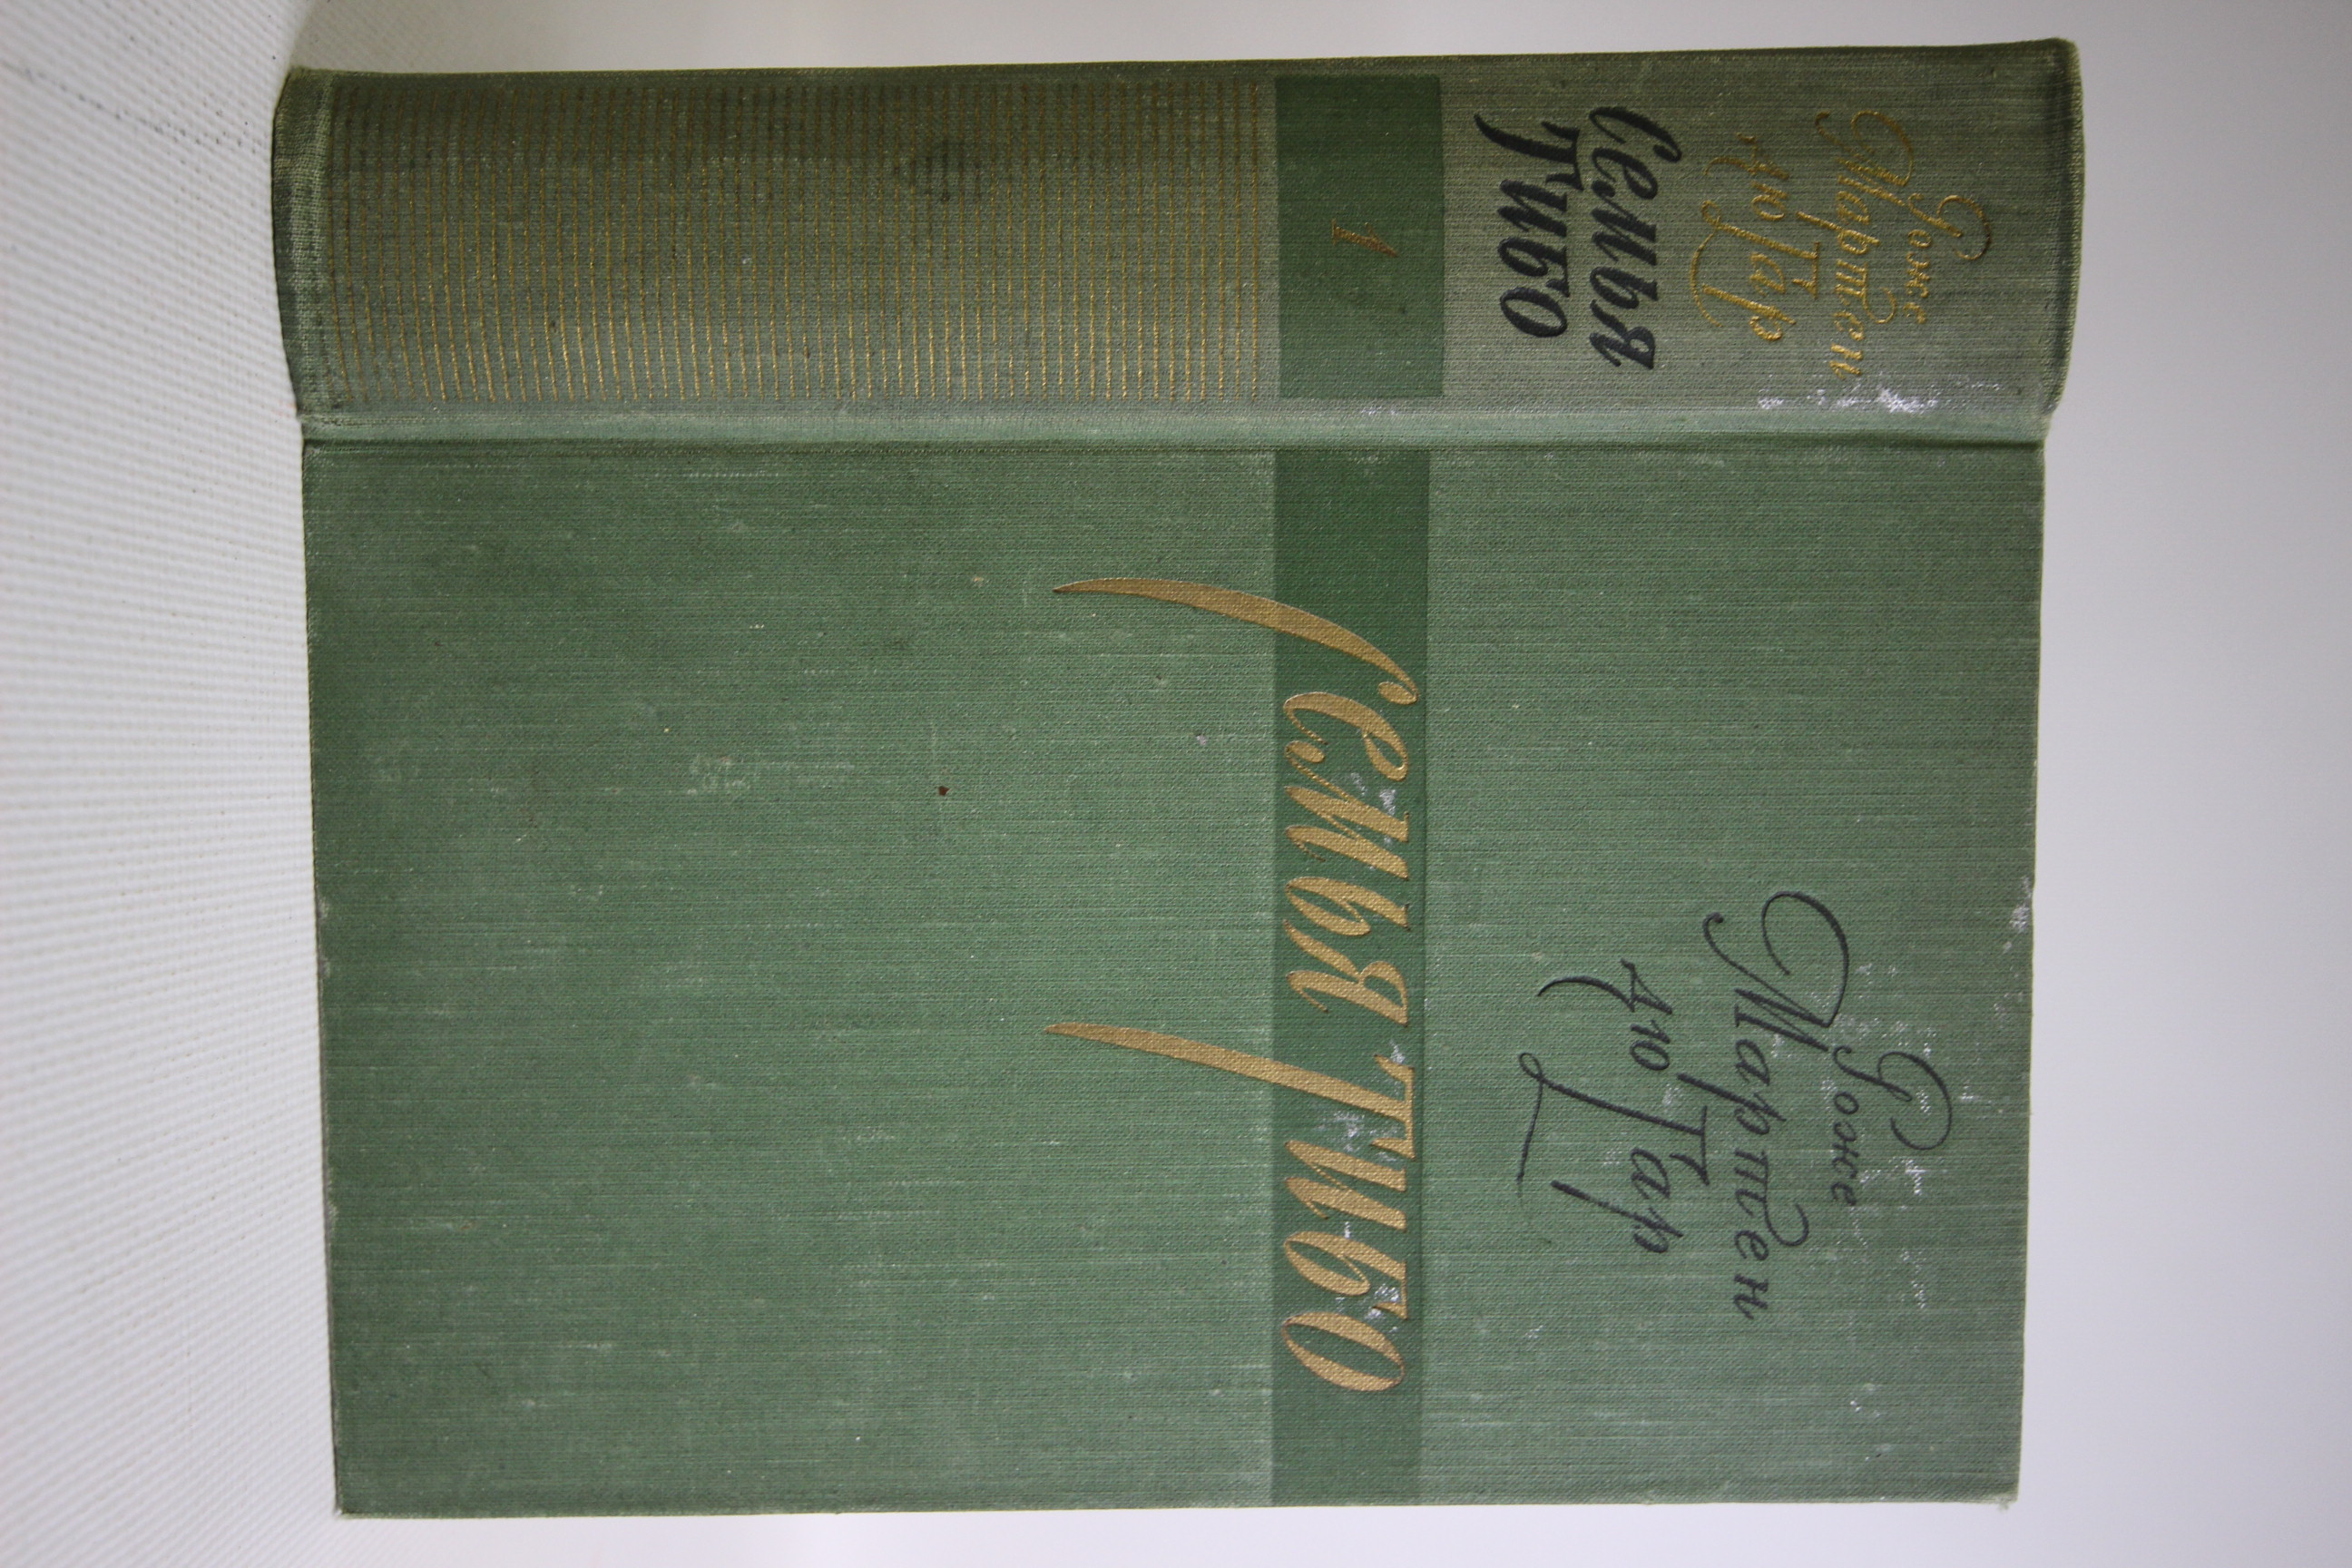 Роже
Мартен
дю Гар
Семья
Тибо
1
Роже
Мартен
дю Гар
Семья Тибо